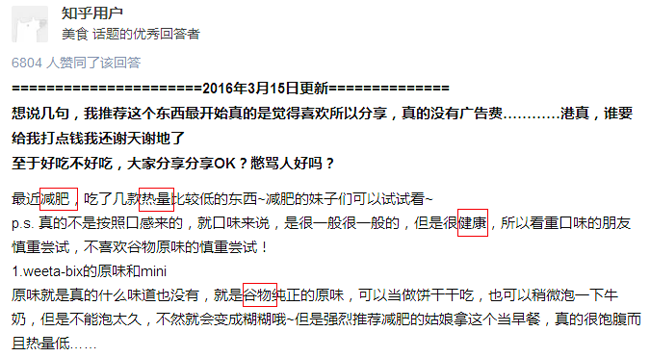 知乎用户
美食 话题的优秀回答者
6804 人赞同了该回答
======================2016年3月15日更新==============
想说几句，我推荐这个东西最开始真的是觉得喜欢所以分享，真的没有广告费…………港真，谁要
给我打点钱我还谢天谢地了
至于好吃不好吃，大家分享分享OK？憋骂人好吗？
最近减肥，吃了几款热量比较低的东西~减肥的妹子们可以试试看~
p.s. 真的不是按照口感来的，就口味来说，是很一般很一般的，但是很健康，所以看重口味的朋友
慎重尝试，不喜欢谷物原味的慎重尝试！
1.weeta-bix的原味和mini
原味就是真的什么味道也没有，就是谷物纯正的原味，可以当做饼干干吃，也可以稍微泡一下牛
奶，但是不能泡太久，不然就会变成糊糊哦~但是强烈推荐减肥的姑娘拿这个当早餐，真的很饱腹而
且热量低……